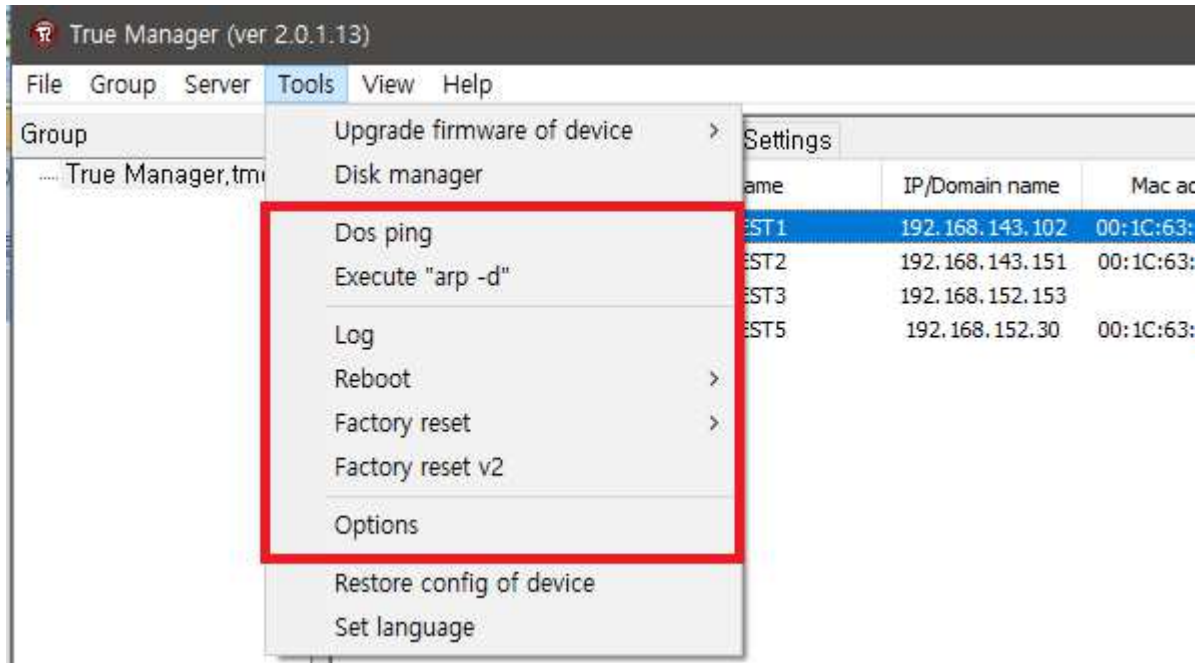 True Manager (ver 2.0.1.13)
File Group Server Tools View Help
Group
True Manager,tm
Upgrade firmware of device >
Disk manager
Dos ping
Execute "arp -d"
Log
Reboot >
Factory reset >
Factory reset v2
Options
Restore config of device
Set language
Settings
ame IP/Domain name Mac ad
EST1 192.168.143.102 00:1C:63:
EST2 192.168.143.151 00:1C:63:
EST3 192.168.152.153
EST5 192.168.152.30 00:1C:63: